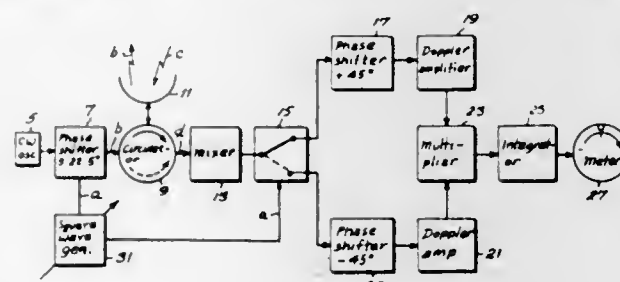 b
c
11
5
CW
osc
7
Phase
shifter
± 22.5°
b
Circulat-
or
9
d
mixer
13
15
17
Phase
shifter
+ 45°
19
Doppler
amplifier
23
Multi-
plier
25
Integrat-
or
Meter
27
a
a
Square
wave
gen.
31
Phase
shifter
- 45°
Doppler
amp
21